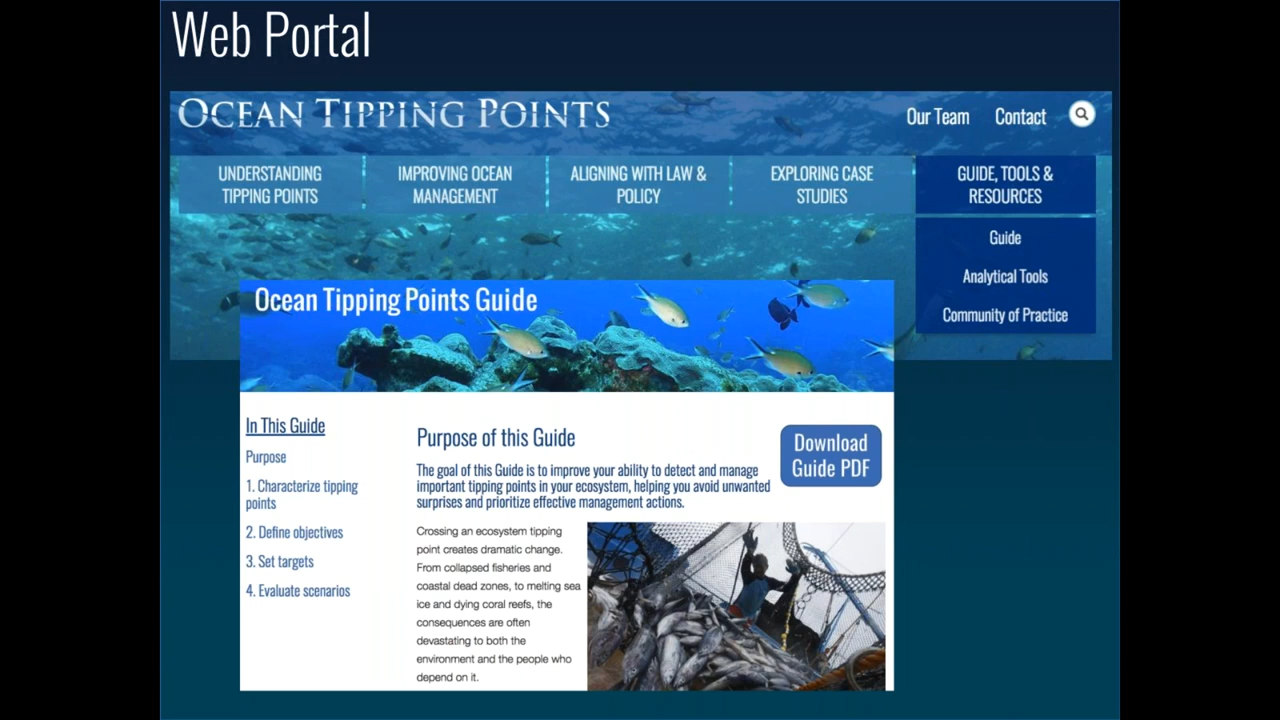 Web Portal
OCEAN TIPPING POINTS
Our Team
Contact
UNDERSTANDING
TIPPING POINTS
IMPROVING OCEAN
MANAGEMENT
ALIGNING WITH LAW &
POLICY
EXPLORING CASE
STUDIES
GUIDE, TOOLS &
RESOURCES
Guide
Analytical Tools
Community of Practice
Ocean Tipping Points Guide
In This Guide
Purpose
1. Characterize tipping
points
2. Define objectives
3. Set targets
4. Evaluate scenarios
Purpose of this Guide
Download
Guide PDF
The goal of this Guide is to improve your ability to detect and manage
important tipping points in your ecosystem, helping you avoid unwanted
surprises and prioritize effective management actions.
Crossing an ecosystem tipping
point creates dramatic change.
From collapsed fisheries and
coastal dead zones, to melting sea
ice and dying coral reefs, the
consequences are often
devastating to both the
environment and the people who
depend on it.